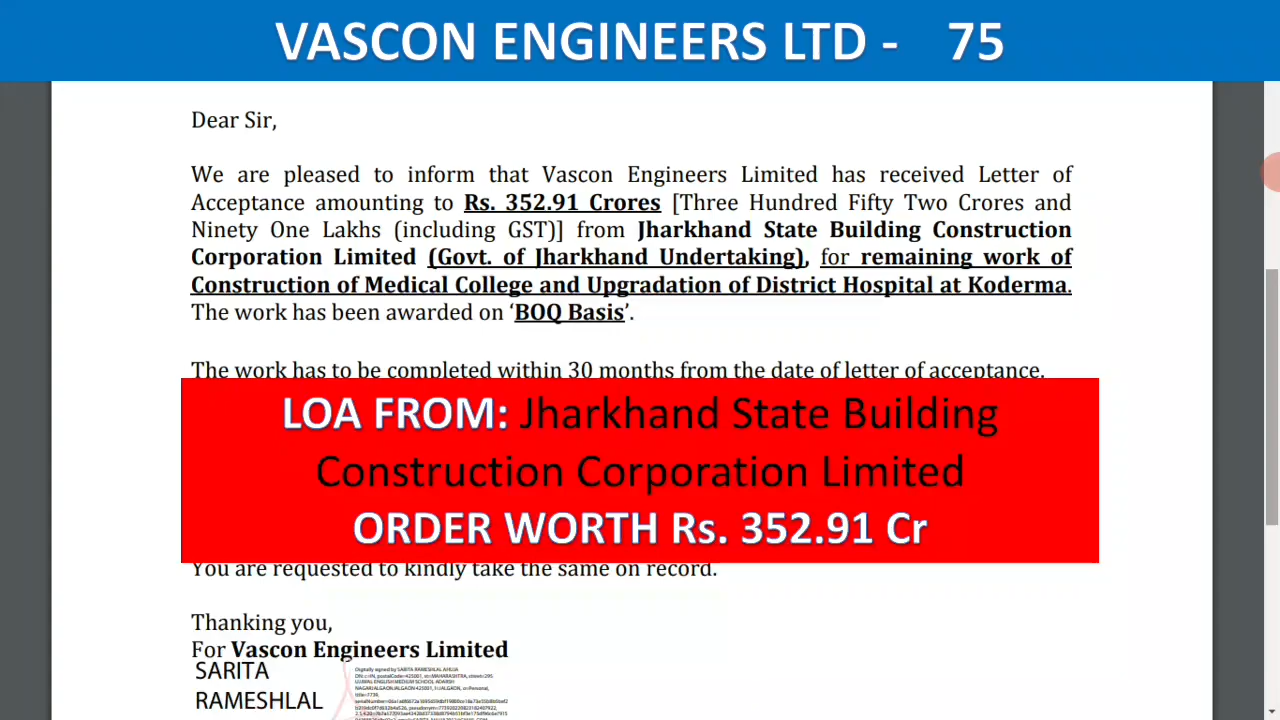 VASCON ENGINEERS LTD - 75
Dear Sir,
We are pleased to inform that Vascon Engineers Limited has received Letter of
Acceptance amounting to Rs. 352.91 Crores [Three Hundred Fifty Two Crores and
Ninety One Lakhs (including GST)] from Jharkhand State Building Construction
Corporation Limited (Govt. of Jharkhand Undertaking), for remaining work of
Construction of Medical College and Upgradation of District Hospital at Koderma.
The work has been awarded on ‘BOQ Basis’.
The work has to be completed within 30 months from the date of letter of acceptance.
LOA FROM: Jharkhand State Building
Construction Corporation Limited
ORDER WORTH Rs. 352.91 Cr
You are requested to kindly take the same on record.
Thanking you,
For Vascon Engineers Limited
SARITA
RAMESHLAL
Digitally signed by SARITA RAMESHLAL AHUJA